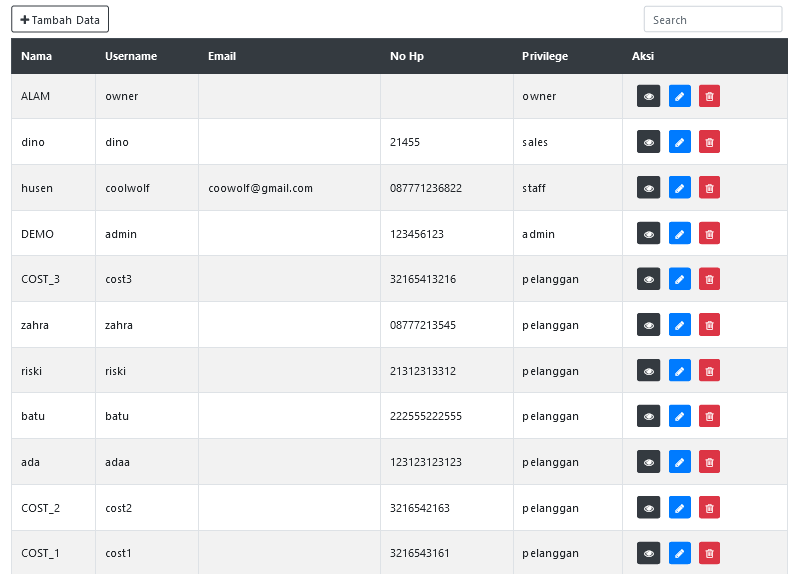 Tambah Data Search
Nama Username Email No Hp Privilege Aksi
ALAM owner owner
dino dino 21455 sales
husen coolwolf coowolf@gmail.com 087771236822 staff
DEMO admin 123456123 admin
COST_3 cost3 32165413216 pelanggan
zahra zahra 08777213545 pelanggan
riski riski 21312313312 pelanggan
batu batu 222555222555 pelanggan
ada adaa 123123123123 pelanggan
COST_2 cost2 3216542163 pelanggan
COST_1 cost1 3216543161 pelanggan